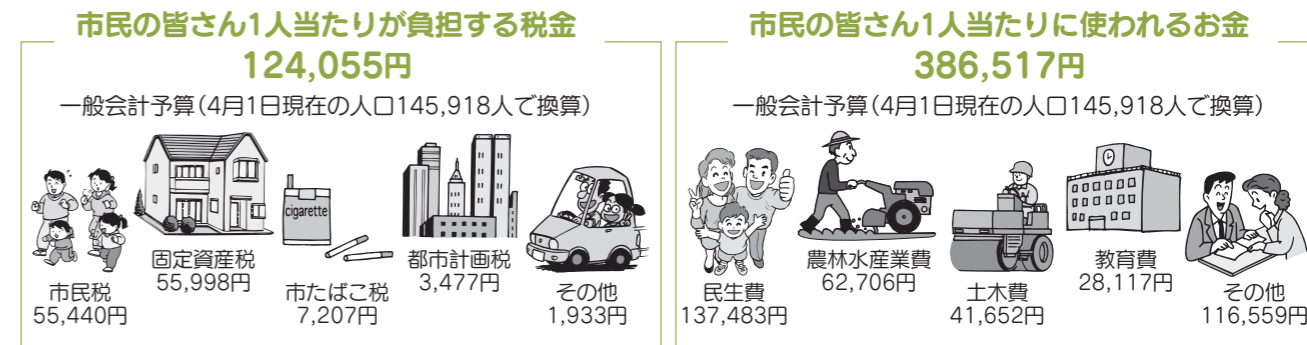 市民の皆さん1人当たりが負担する税金
124,055円
一般会計予算(4月1日現在の人口145,918人で換算)
cigarette
市民税
55,440円
固定資産税
55,998円
市たばこ税
7,207円
都市計画税
3,477円
その他
1,933円
市民の皆さん1人当たりに使われるお金
386,517円
一般会計予算(4月1日現在の人口145,918人で換算)
民生費
137,483円
農林水産業費
62,706円
土木費
41,652円
教育費
28,117円
その他
116,559円